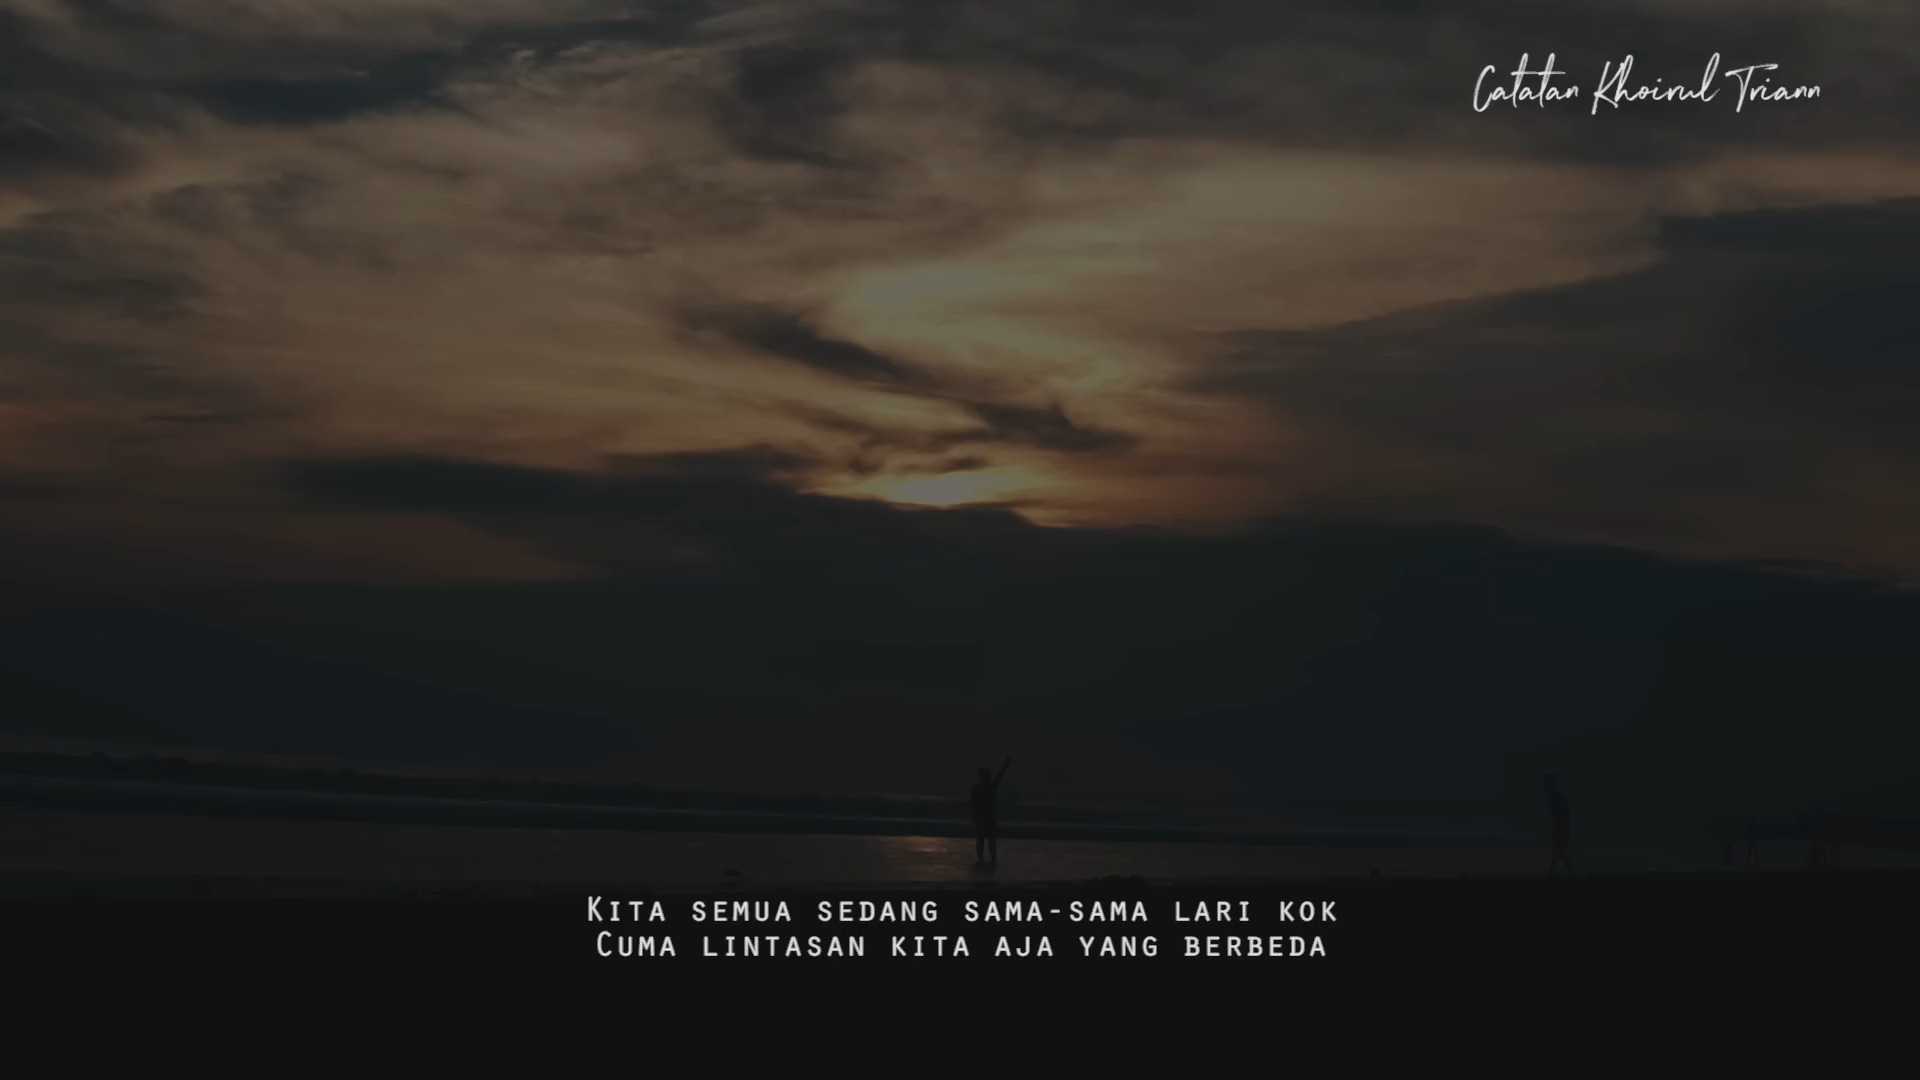 Catatan Khoirul Triann
Kita semua sedang sama-sama lari kok
Cuma lintasan kita aja yang berbeda